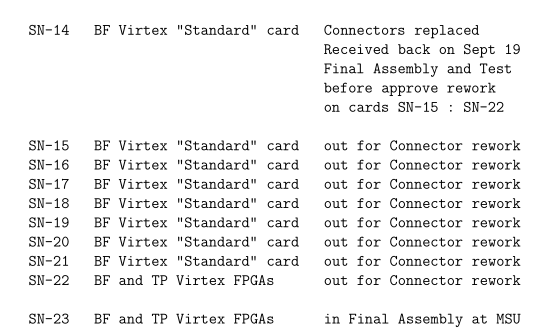 SN-14 BF Virtex "Standard" card Connectors replaced
Received back on Sept 19
Final Assembly and Test
before approve rework
on cards SN-15 : SN-22
SN-15 BF Virtex "Standard" card out for Connector rework
SN-16 BF Virtex "Standard" card out for Connector rework
SN-17 BF Virtex "Standard" card out for Connector rework
SN-18 BF Virtex "Standard" card out for Connector rework
SN-19 BF Virtex "Standard" card out for Connector rework
SN-20 BF Virtex "Standard" card out for Connector rework
SN-21 BF Virtex "Standard" card out for Connector rework
SN-22 BF and TP Virtex FPGAs out for Connector rework
SN-23 BF and TP Virtex FPGAs in Final Assembly at MSU